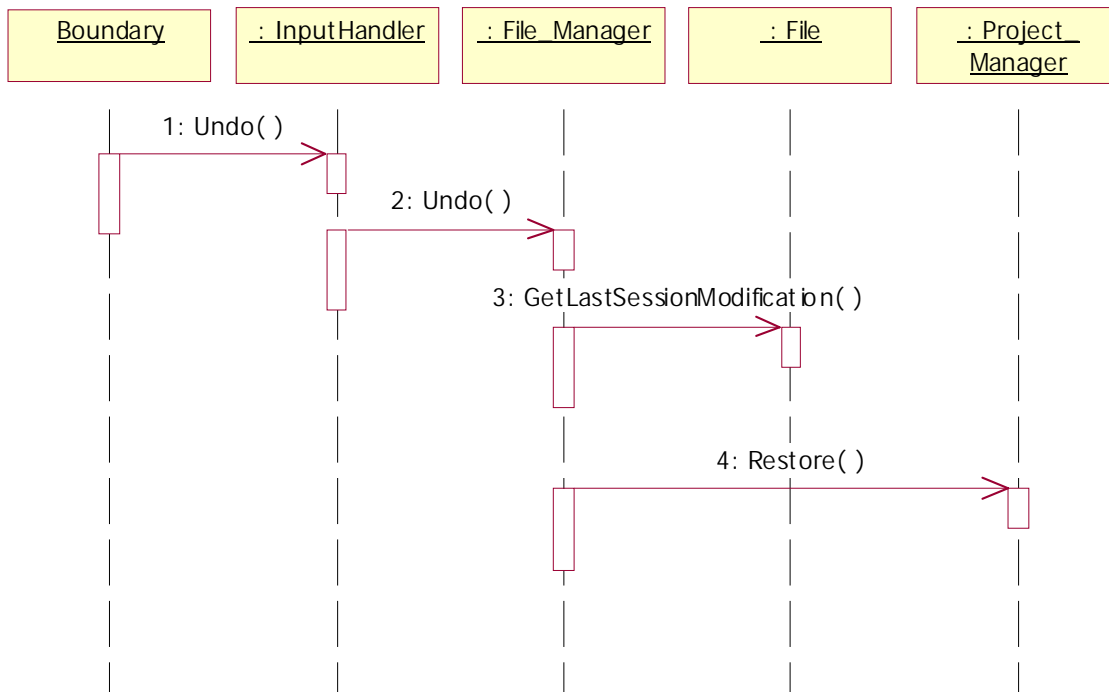 Boundary
: InputHandler
: File_Manager
: File
: Project_
Manager
1: Undo( )
2: Undo( )
3: GetLastSessionModification( )
4: Restore( )